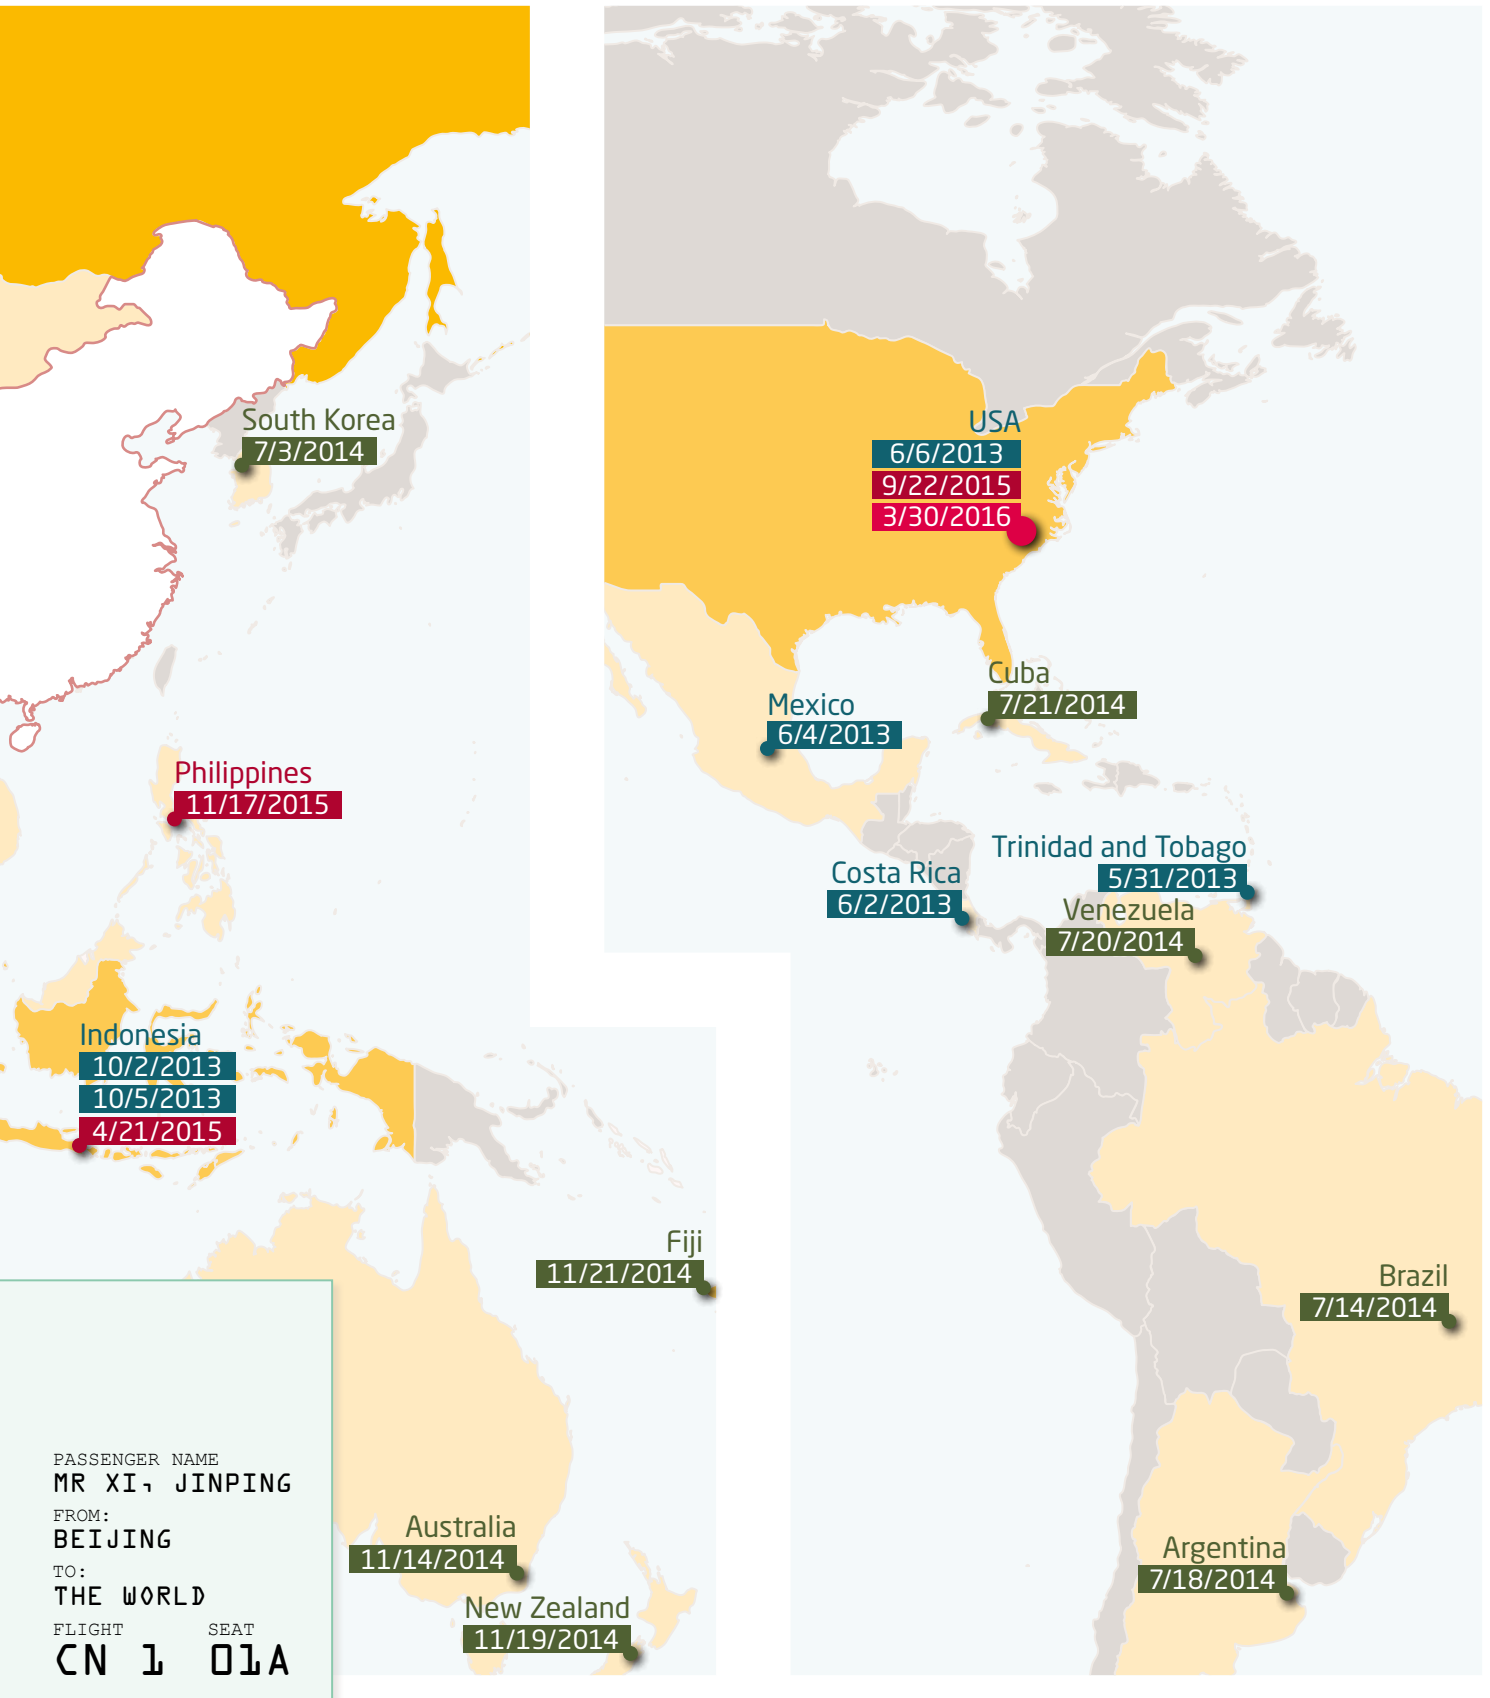 South Korea
7/3/2014
Philippines
11/17/2015
Indonesia
10/2/2013
10/5/2013
4/21/2015
Fiji
11/21/2014
Australia
11/14/2014
New Zealand
11/19/2014
PASSENGER NAME
MR XI, JINPING
FROM:
BEIJING
TO:
THE WORLD
FLIGHT SEAT
CN 1 01A
USA
6/6/2013
9/22/2015
3/30/2016
Cuba
7/21/2014
Mexico
6/4/2013
Trinidad and Tobago
5/31/2013
Costa Rica
6/2/2013
Venezuela
7/20/2014
Brazil
7/14/2014
Argentina
7/18/2014